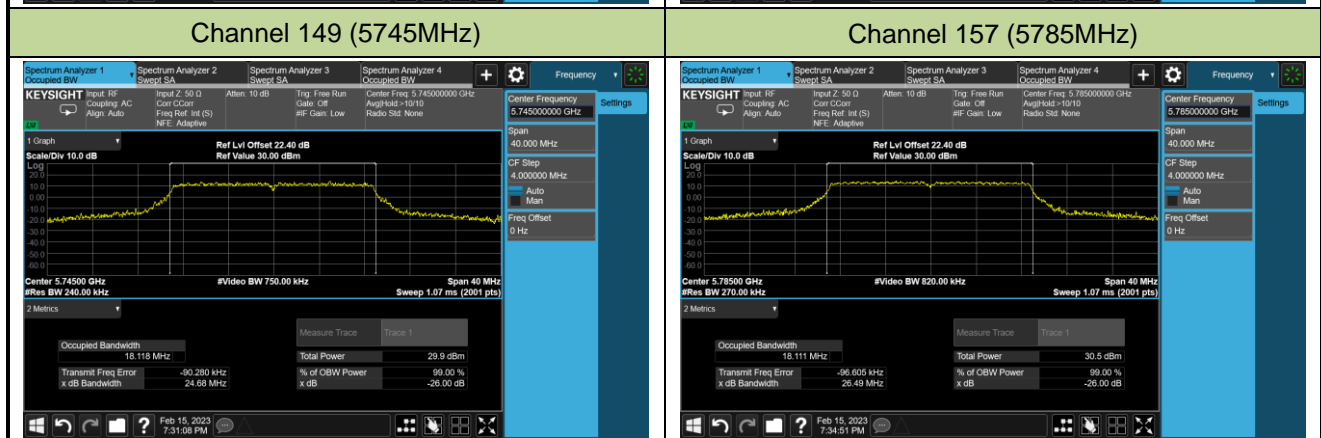 Channel 149 (5745MHz)
Spectrum Analyzer 1
Occupied BW
Spectrum Analyzer 2
Swept SA
Spectrum Analyzer 3
Swept SA
Spectrum Analyzer 4
Occupied BW
Frequency
KEYSIGHT
Input: RF
Coupling: AC
Align: Auto
Input Z: 50 Ω
Corr CCorr
Freq Ref: Int (S)
NFE: Adaptive
Atten: 10 dB
Trig: Free Run
Gate: Off
#IF Gain: Low
Center Freq: 5.745000000 GHz
Avg|Hold:>10/10
Radio Std: None
Center Frequency
5.745000000 GHz
Settings
Span
40.000 MHz
CF Step
4.000000 MHz
Auto
Man
Freq Offset
0 Hz
1 Graph
Scale/Div 10.0 dB
Ref Lvl Offset 22.40 dB
Ref Value 30.00 dBm
Log
20.0
10.0
0.00
-10.0
-20.0
-30.0
-40.0
-50.0
-60.0
Center 5.74500 GHz
#Res BW 240.00 kHz
#Video BW 750.00 kHz
Span 40 MHz
Sweep 1.07 ms (2001 pts)
2 Metrics
Measure Trace
Trace 1
Occupied Bandwidth
18.118 MHz
Total Power
29.9 dBm
Transmit Freq Error
-90.280 kHz
% of OBW Power
99.00 %
x dB Bandwidth
24.68 MHz
x dB
-26.00 dB
Feb 15, 2023
7:31:08 PM
Channel 157 (5785MHz)
Spectrum Analyzer 1
Occupied BW
Spectrum Analyzer 2
Swept SA
Spectrum Analyzer 3
Swept SA
Spectrum Analyzer 4
Occupied BW
Frequency
KEYSIGHT
Input: RF
Coupling: AC
Align: Auto
Input Z: 50 Ω
Corr CCorr
Freq Ref: Int (S)
NFE: Adaptive
Atten: 10 dB
Trig: Free Run
Gate: Off
#IF Gain: Low
Center Freq: 5.785000000 GHz
Avg|Hold:>10/10
Radio Std: None
Center Frequency
5.785000000 GHz
Settings
Span
40.000 MHz
CF Step
4.000000 MHz
Auto
Man
Freq Offset
0 Hz
1 Graph
Scale/Div 10.0 dB
Ref Lvl Offset 22.40 dB
Ref Value 30.00 dBm
Log
20.0
10.0
0.00
-10.0
-20.0
-30.0
-40.0
-50.0
-60.0
Center 5.78500 GHz
#Res BW 270.00 kHz
#Video BW 820.00 kHz
Span 40 MHz
Sweep 1.07 ms (2001 pts)
2 Metrics
Measure Trace
Trace 1
Occupied Bandwidth
18.111 MHz
Total Power
30.5 dBm
Transmit Freq Error
-96.605 kHz
% of OBW Power
99.00 %
x dB Bandwidth
26.49 MHz
x dB
-26.00 dB
Feb 15, 2023
7:34:51 PM